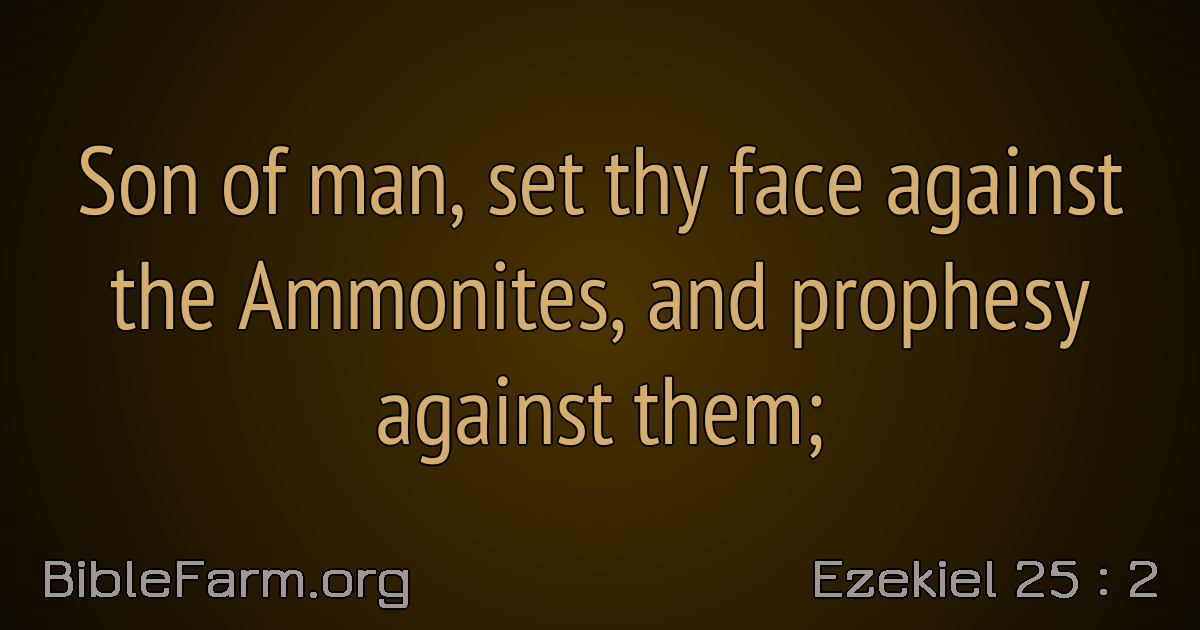 Son of man, set thy face against
the Ammonites, and prophesy
against them;
BibleFarm.org
Ezekiel 25 : 2